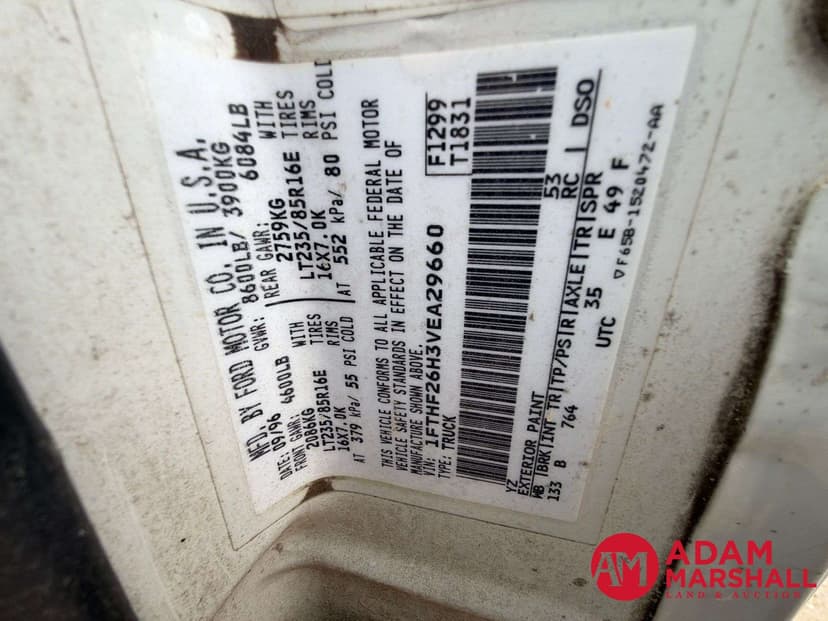 MFD. BY FORD MOTOR CO. IN U.S.A.
DATE: 09/96 GVWR: 8600LB/ 3900KG
FRONT GAWR: 4600LB REAR GAWR: 6084LB
2086KG WITH 2759KG WITH
LT235/85R16E TIRES LT235/85R16E TIRES
16X7.0K RIMS 16X7.0K RIMS
AT 379 kPa/ 55 PSI COLD AT 552 kPa/ 80 PSI COLD
THIS VEHICLE CONFORMS TO ALL APPLICABLE FEDERAL MOTOR
VEHICLE SAFETY STANDARDS IN EFFECT ON THE DATE OF
MANUFACTURE SHOWN ABOVE.
VIN: 1FTHF26H3VEA29660 F1299
TYPE: TRUCK T1831
YZ 53
EXTERIOR PAINT RC DSO
WB BRK INT TR TP/PS R AXLE TR SPR
133 B 764 35 E 49 F
UTC ▽F65B-1520472-AA
AM ADAM
MARSHALL
LAND & AUCTION